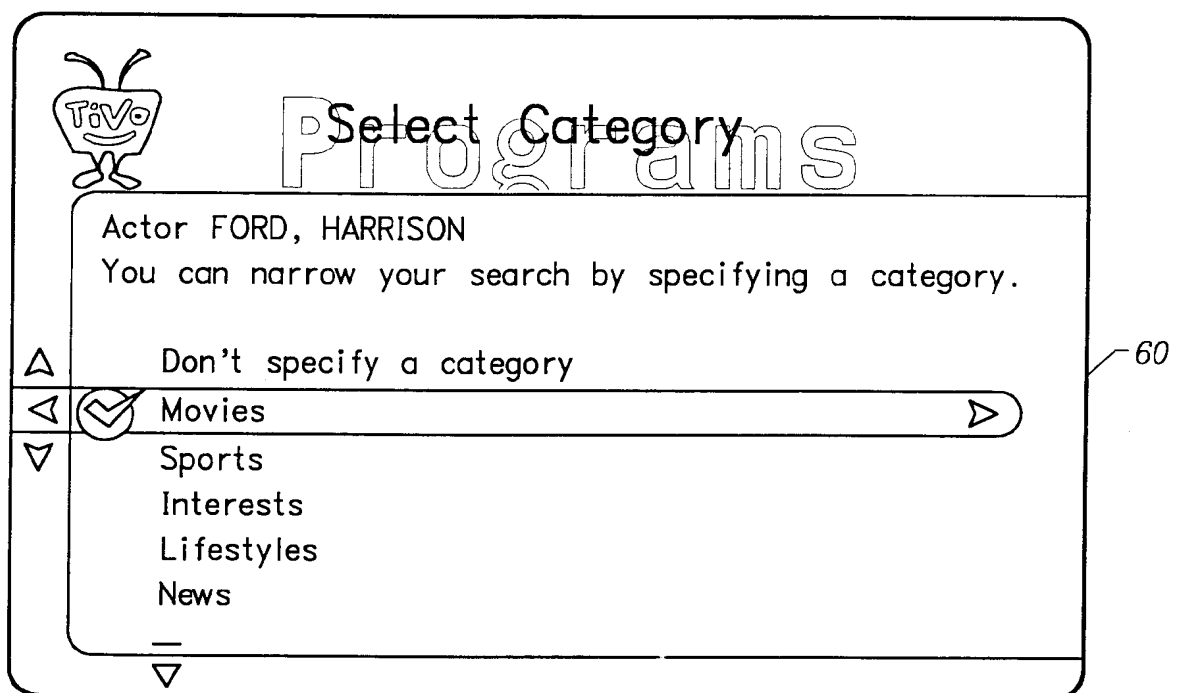 TiVo
Select Category
Programs
Actor FORD, HARRISON
You can narrow your search by specifying a category.
Don't specify a category
Movies
Sports
Interests
Lifestyles
News
60